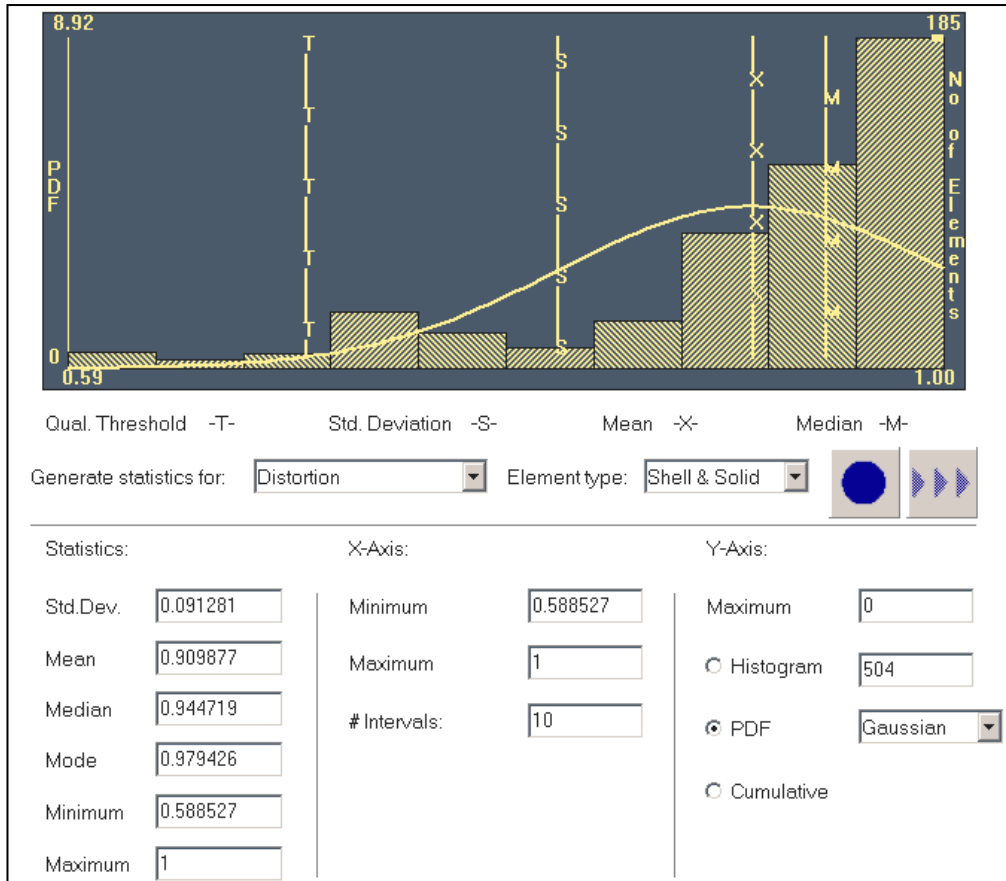 8.92 185
T T T T T
S S S S S
X X X X
M M M M
PDF
No of Elements
0
0.59 1.00
Qual. Threshold -T- Std. Deviation -S- Mean -X- Median -M-
Generate statistics for: Distortion Element type: Shell & Solid
Statistics: X-Axis: Y-Axis:
Std.Dev. 0.091281 Minimum 0.588527 Maximum 0
Mean 0.909877 Maximum 1 Histogram 504
Median 0.944719 # Intervals: 10 PDF Gaussian
Mode 0.979426 Cumulative
Minimum 0.588527
Maximum 1